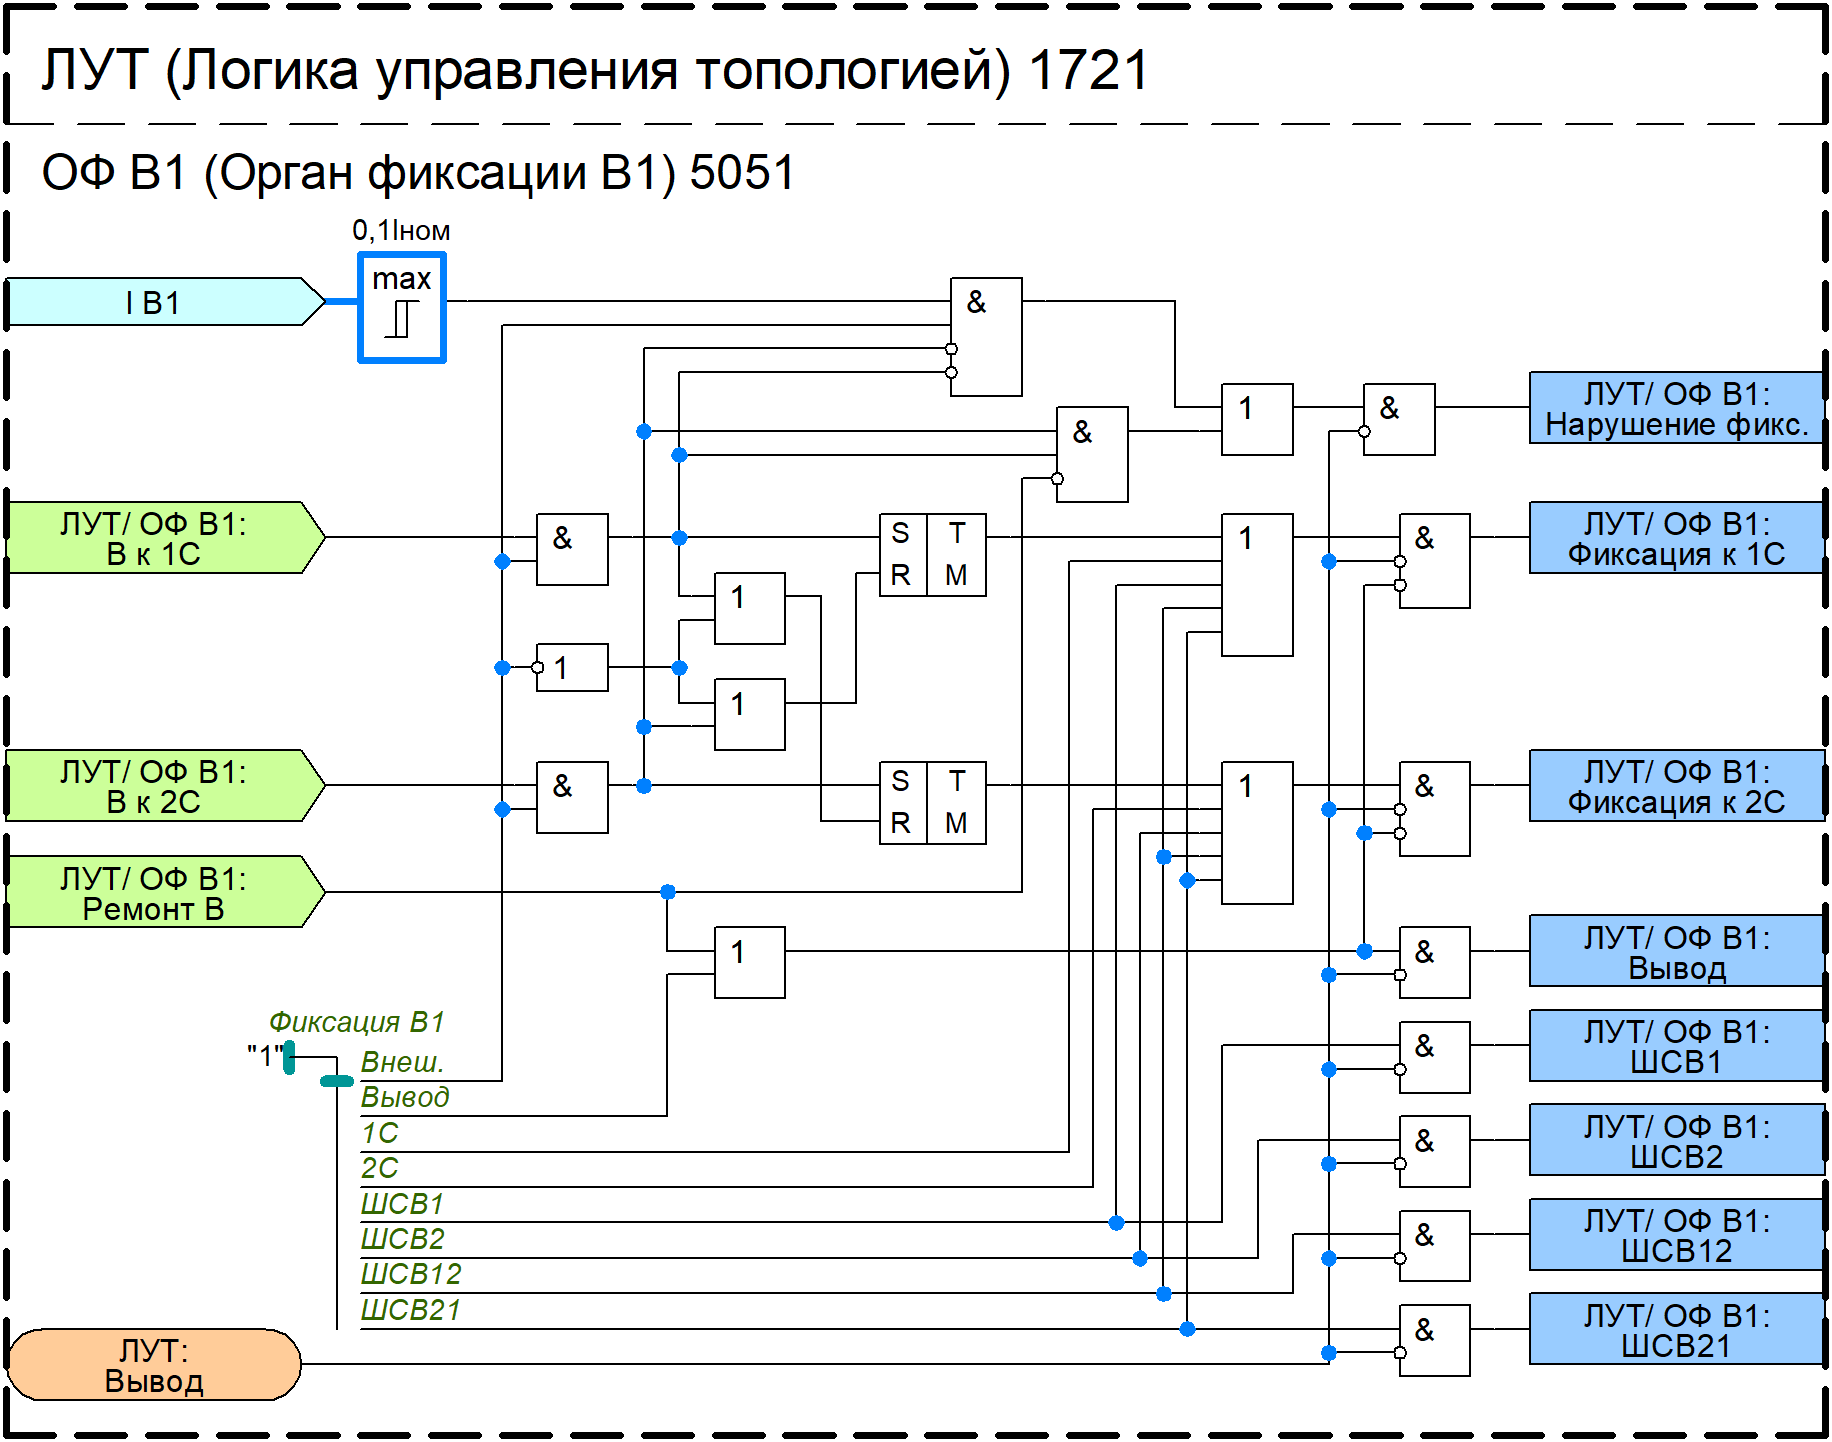 ЛУТ (Логика управления топологией) 1721
ОФ В1 (Орган фиксации В1) 5051
0,1Iном
I В1
max
&
&
1
&
ЛУТ/ ОФ В1:
Нарушение фикс.
ЛУТ/ ОФ В1:
В к 1С
&
S T
R M
1
&
ЛУТ/ ОФ В1:
Фиксация к 1С
1
1
1
ЛУТ/ ОФ В1:
В к 2С
&
S T
R M
1
&
ЛУТ/ ОФ В1:
Фиксация к 2С
ЛУТ/ ОФ В1:
Ремонт В
1
&
ЛУТ/ ОФ В1:
Вывод
Фиксация В1
"1"
Внеш.
Вывод
1С
2С
ШСВ1
ШСВ2
ШСВ12
ШСВ21
&
ЛУТ/ ОФ В1:
ШСВ1
&
ЛУТ/ ОФ В1:
ШСВ2
&
ЛУТ/ ОФ В1:
ШСВ12
&
ЛУТ/ ОФ В1:
ШСВ21
ЛУТ:
Вывод